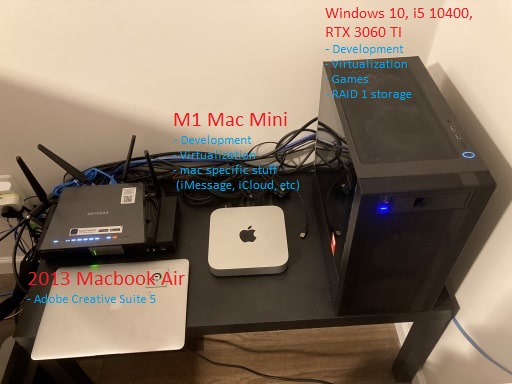 Windows 10, i5 10400,
RTX 3060 TI
- Development
- Virtualization
Games
- RAID 1 storage
M1 Mac Mini
- Development
- Virtualization
- mac specific stuff
(iMessage, iCloud, etc)
NETGEAR
2013 Macbook Air
- Adobe Creative Suite 5